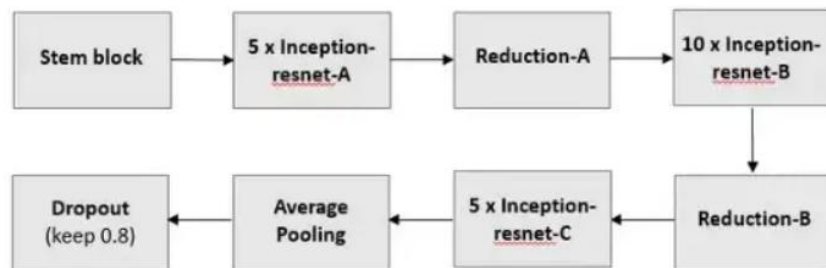 Stem block
5 x Inception-
resnet-A
Reduction-A
10 x Inception-
resnet-B
Reduction-B
5 x Inception-
resnet-C
Average
Pooling
Dropout
(keep 0.8)